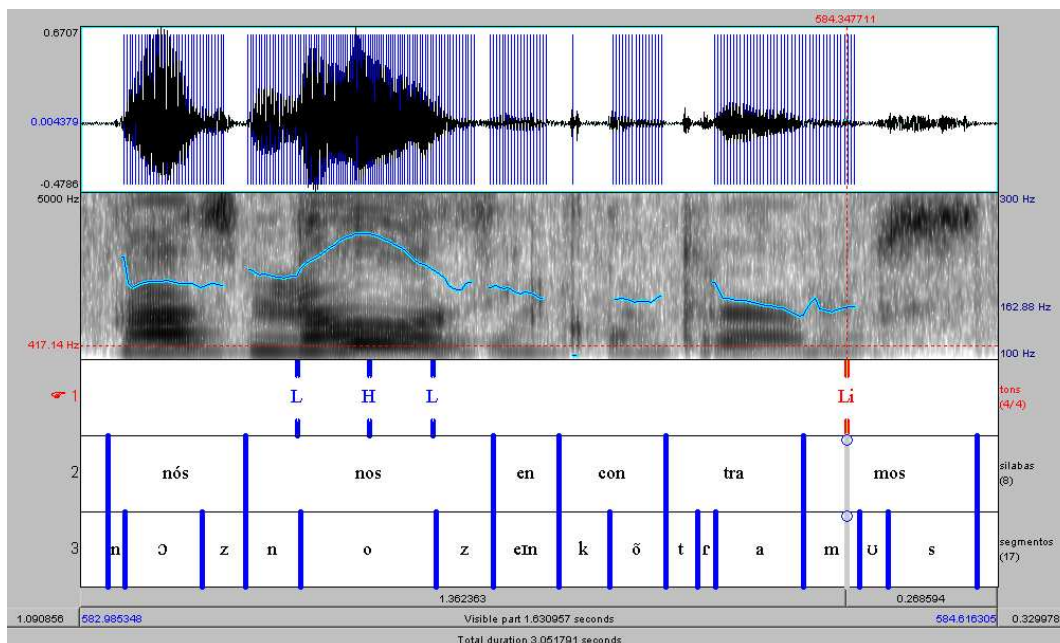 584.347711
0.6707
0.004379
-0.4786
5000 Hz
300 Hz
162.88 Hz
417.14 Hz
100 Hz
1 L H L Li tons
(4/4)
2 nós nos en con tra mos sílabas
(8)
3 n ɔ z n o z eɪn k õ t ɾ a m ʊ s segmentos
(17)
1.362363 0.268594
1.090856 582.985348 Visible part 1.630957 seconds 584.616305 0.329978
Total duration 3.051791 seconds